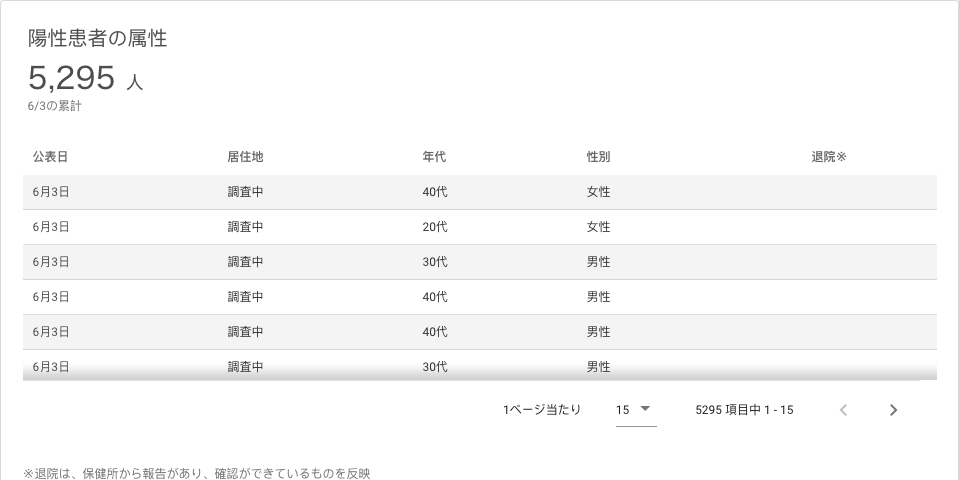 陽性患者の属性
5,295 人
6/3の累計
公表日 居住地 年代 性別 退院※
6月3日 調査中 40代 女性
6月3日 調査中 20代 女性
6月3日 調査中 30代 男性
6月3日 調査中 40代 男性
6月3日 調査中 40代 男性
6月3日 調査中 30代 男性
1ページ当たり 15 5295 項目中 1 - 15
※退院は、保健所から報告があり、確認ができているものを反映